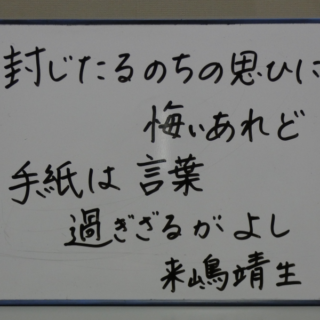 封じたるのちの思ひに
悔いあれど
手紙は言葉
過ぎざるがよし
来嶋靖生